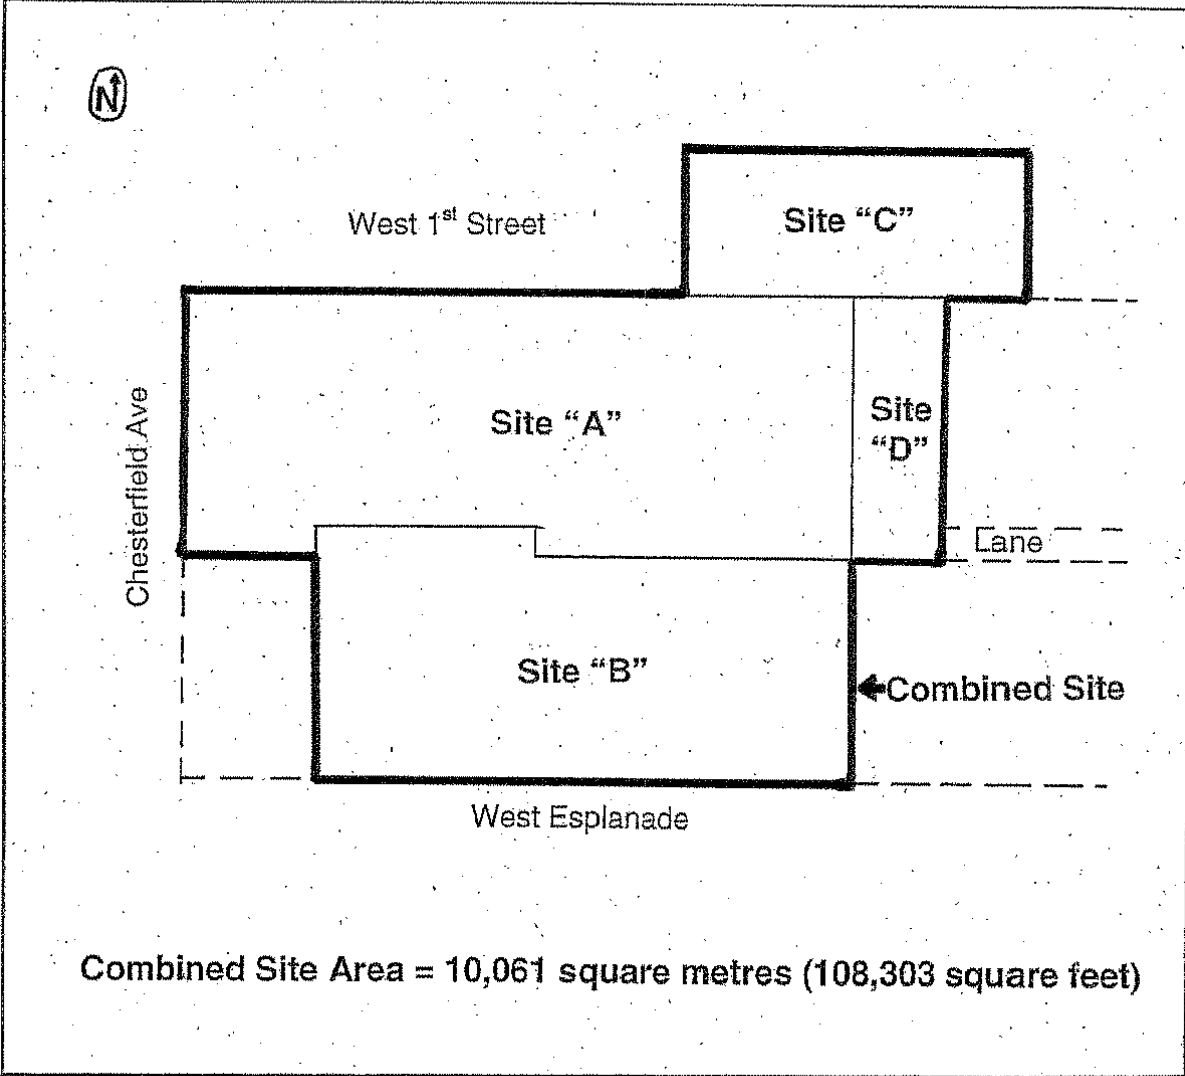 N
Site “C”
West 1st Street
Site “A”
Site
“D”
Chesterfield Ave
Lane
Site “B”
Combined Site
West Esplanade
Combined Site Area = 10,061 square metres (108,303 square feet)